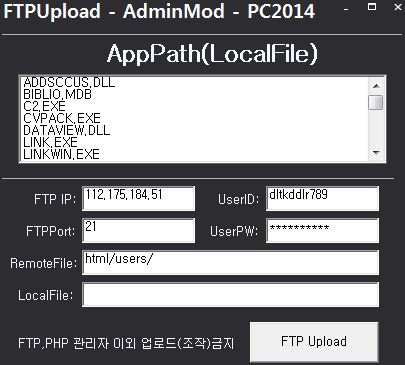 FTPUpload - AdminMod - PC2014
AppPath(LocalFile)
ADDSCCUS,DLL
BIBLIO,MDB
C2,EXE
CVPACK,EXE
DATAVIEW,DLL
LINK,EXE
LINKWIN,EXE
FTP IP: 112,175,184,51 UserID: dltkddlr789
FTPPort: 21 UserPW: **********
RemoteFile: html/users/
LocalFile:
FTP,PHP 관리자 이외 업로드(조작)금지 FTP Upload